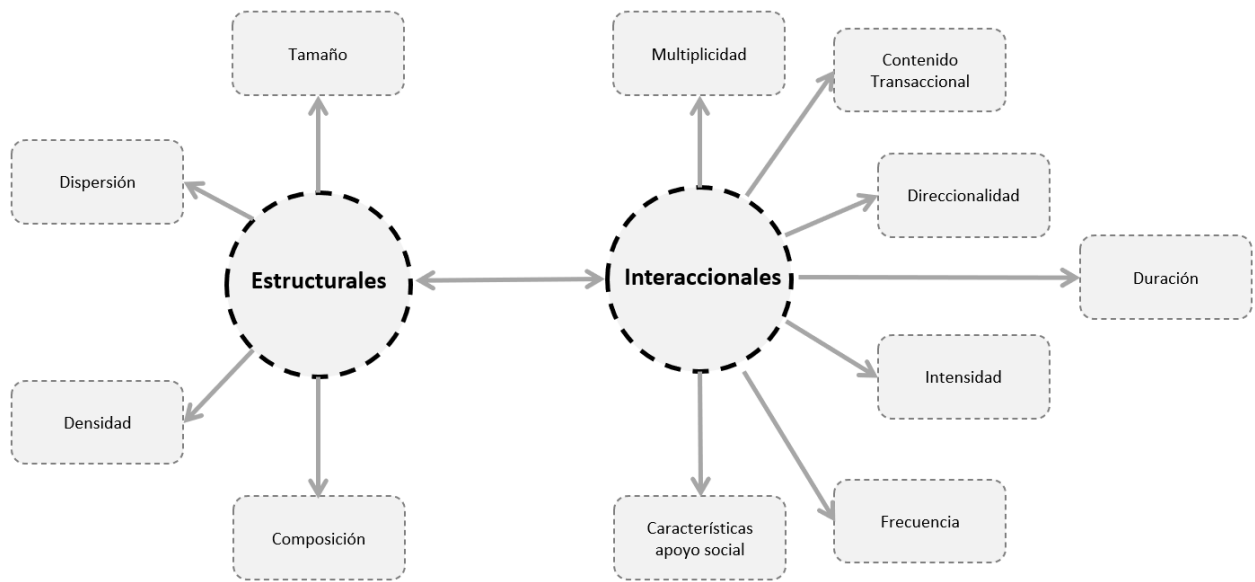 Tamaño
Multiplicidad
Contenido
Transaccional
Dispersión
Direccionalidad
Estructurales
Interaccionales
Duración
Intensidad
Densidad
Composición
Características
apoyo social
Frecuencia